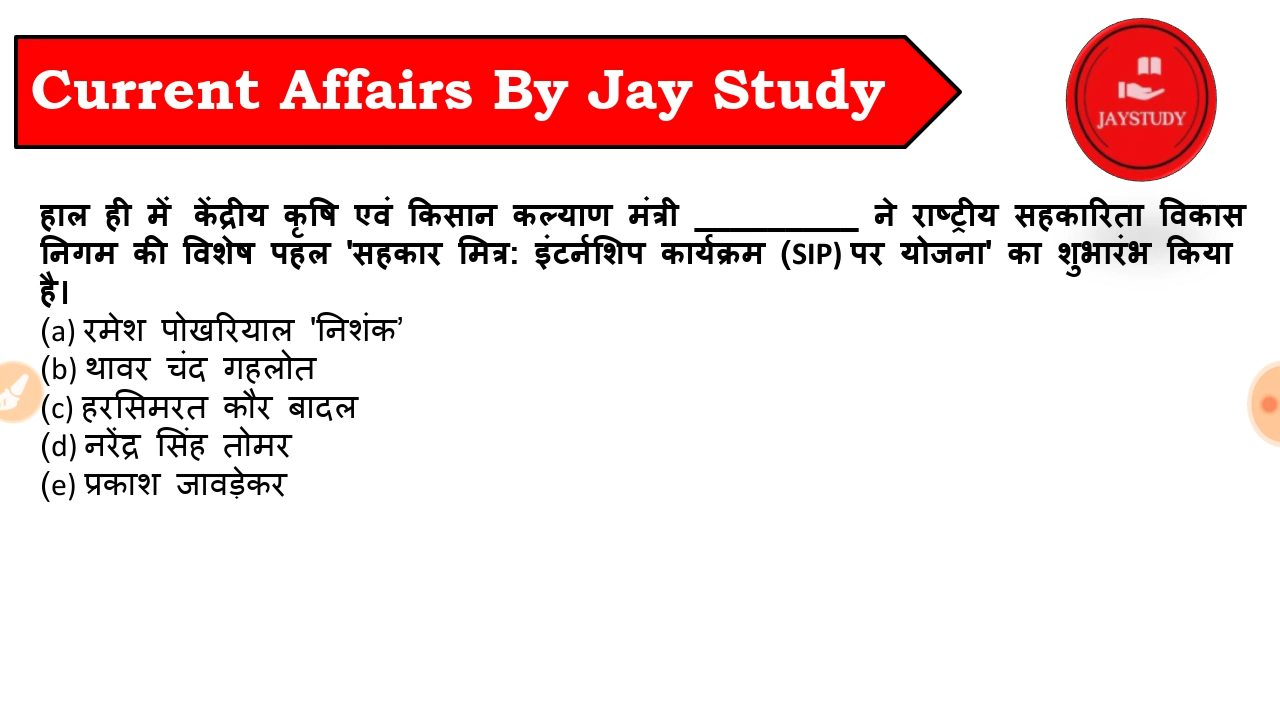 Current Affairs By Jay Study
JAYSTUDY
हाल ही में केंद्रीय कृषि एवं किसान कल्याण मंत्री ___________ ने राष्ट्रीय सहकारिता विकास
निगम की विशेष पहल 'सहकार मित्र: इंटर्नशिप कार्यक्रम (SIP) पर योजना' का शुभारंभ किया
है।
(a) रमेश पोखरियाल 'निशंक’
(b) थावर चंद गहलोत
(c) हरसिमरत कौर बादल
(d) नरेंद्र सिंह तोमर
(e) प्रकाश जावड़ेकर